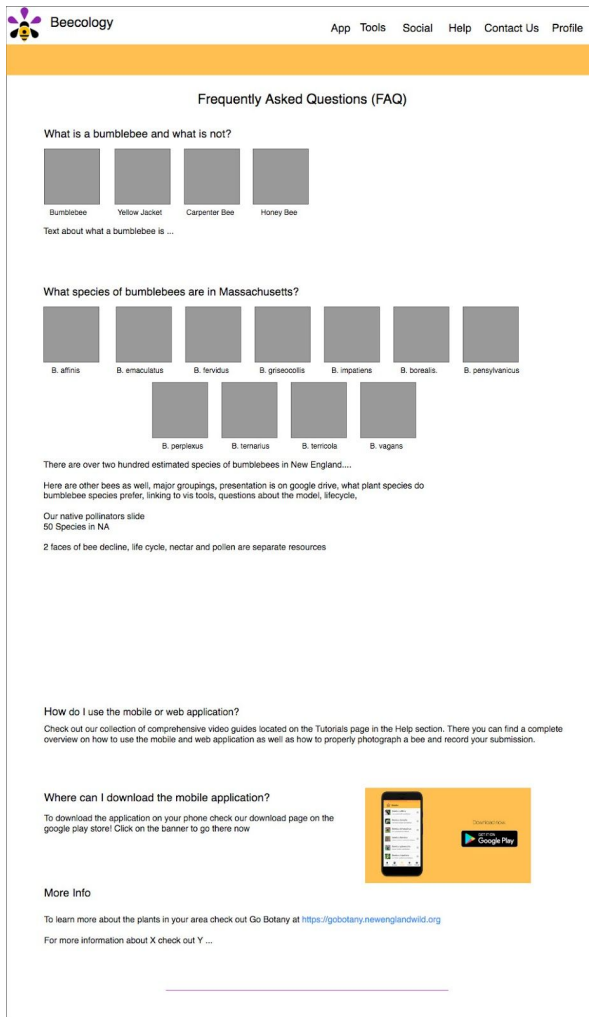 Beecology
App Tools Social Help Contact Us Profile
Frequently Asked Questions (FAQ)
What is a bumblebee and what is not?
Bumblebee Yellow Jacket Carpenter Bee Honey Bee
Text about what a bumblebee is ...
What species of bumblebees are in Massachusetts?
B. affinis B. emaculatus B. fervidus B. griseocollis B. impatiens B. borealis. B. pensylvanicus
B. perplexus B. ternarius B. terricola B. vagans
There are over two hundred estimated species of bumblebees in New England....
Here are other bees as well, major groupings, presentation is on google drive, what plant species do
bumblebee species prefer, linking to vis tools, questions about the model, lifecycle,
Our native pollinators slide
50 Species in NA
2 faces of bee decline, life cycle, nectar and pollen are separate resources
How do I use the mobile or web application?
Check out our collection of comprehensive video guides located on the Tutorials page in the Help section. There you can find a complete
overview on how to use the mobile and web application as well as how to properly photograph a bee and record your submission.
Where can I download the mobile application?
To download the application on your phone check our download page on the
google play store! Click on the banner to go there now
Download now
GET IT ON
Google Play
More Info
To learn more about the plants in your area check out Go Botany at https://gobotany.newenglandwild.org
For more information about X check out Y ...